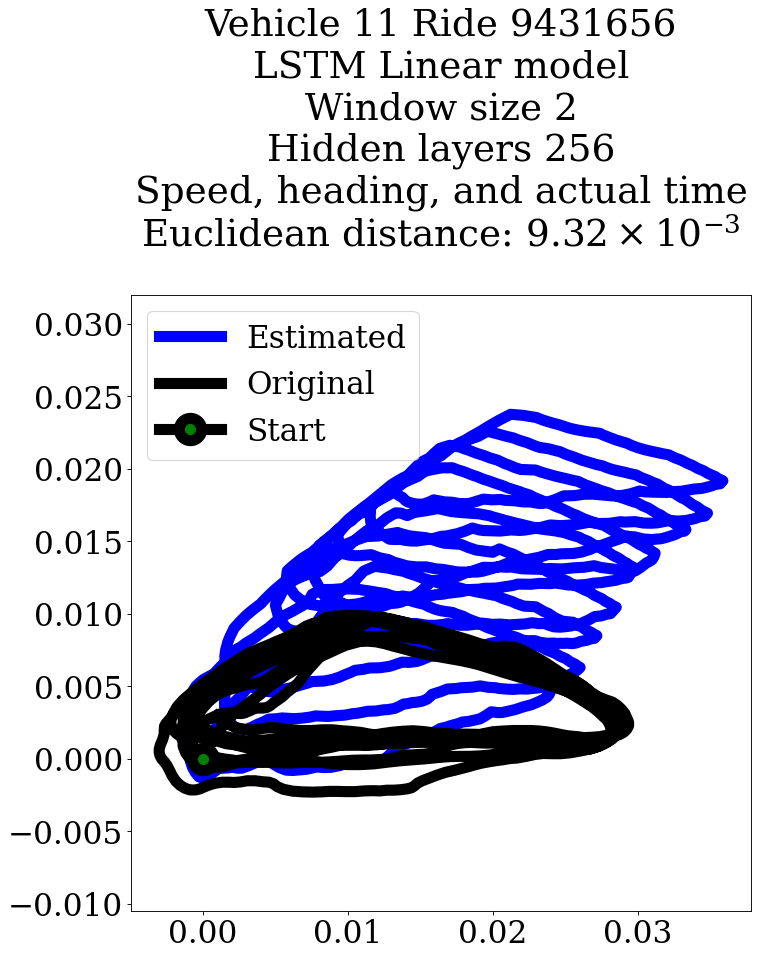 Vehicle 11 Ride 9431656
LSTM Linear model
Window size 2
Hidden layers 256
Speed, heading, and actual time
Euclidean distance: 9.32 × 10⁻³
Estimated
Original
Start
0.030
0.025
0.020
0.015
0.010
0.005
0.000
−0.005
−0.010
0.00 0.01 0.02 0.03